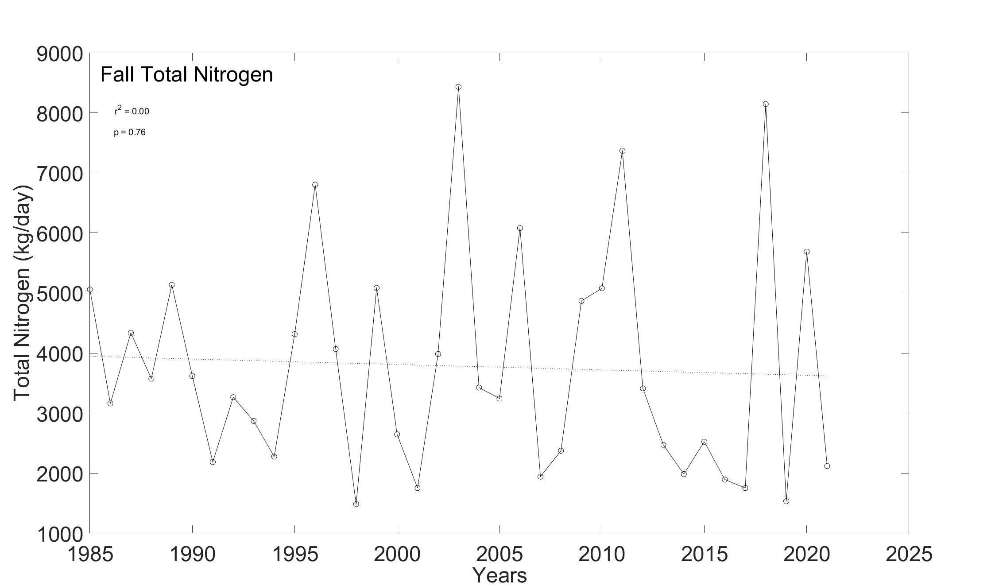 Fall Total Nitrogen
r² = 0.00
p = 0.76
Total Nitrogen (kg/day)
9000
8000
7000
6000
5000
4000
3000
2000
1000
1985 1990 1995 2000 2005 2010 2015 2020 2025
Years